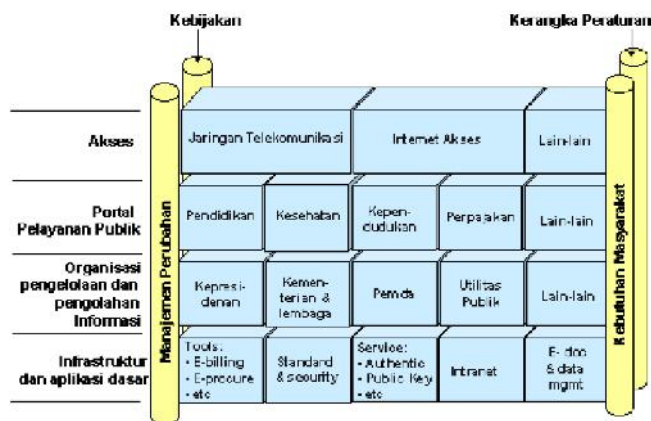 Kebijakan
Kerangka Peraturan
Manajemen Perubahan
Kebutuhan Masyarakat
Akses
Jaringan Telekomunikasi
Internet Akses
Lain-lain
Portal
Pelayanan Publik
Pendidikan
Kesehatan
Kepen-
dudukan
Perpajakan
Lain-lain
Organisasi
pengelolaan dan
pengolahan
Informasi
Kepresi-
denan
Kemen-
terian &
lembaga
Pemda
Utilitas
Publik
Lain-lain
Infrastruktur
dan aplikasi dasar
Tools:
- E-billing
- E-procure
- etc
Standard
& security
Service:
- Authentic
- Public Key
- etc
Intranet
E- doc
& data
mgmt